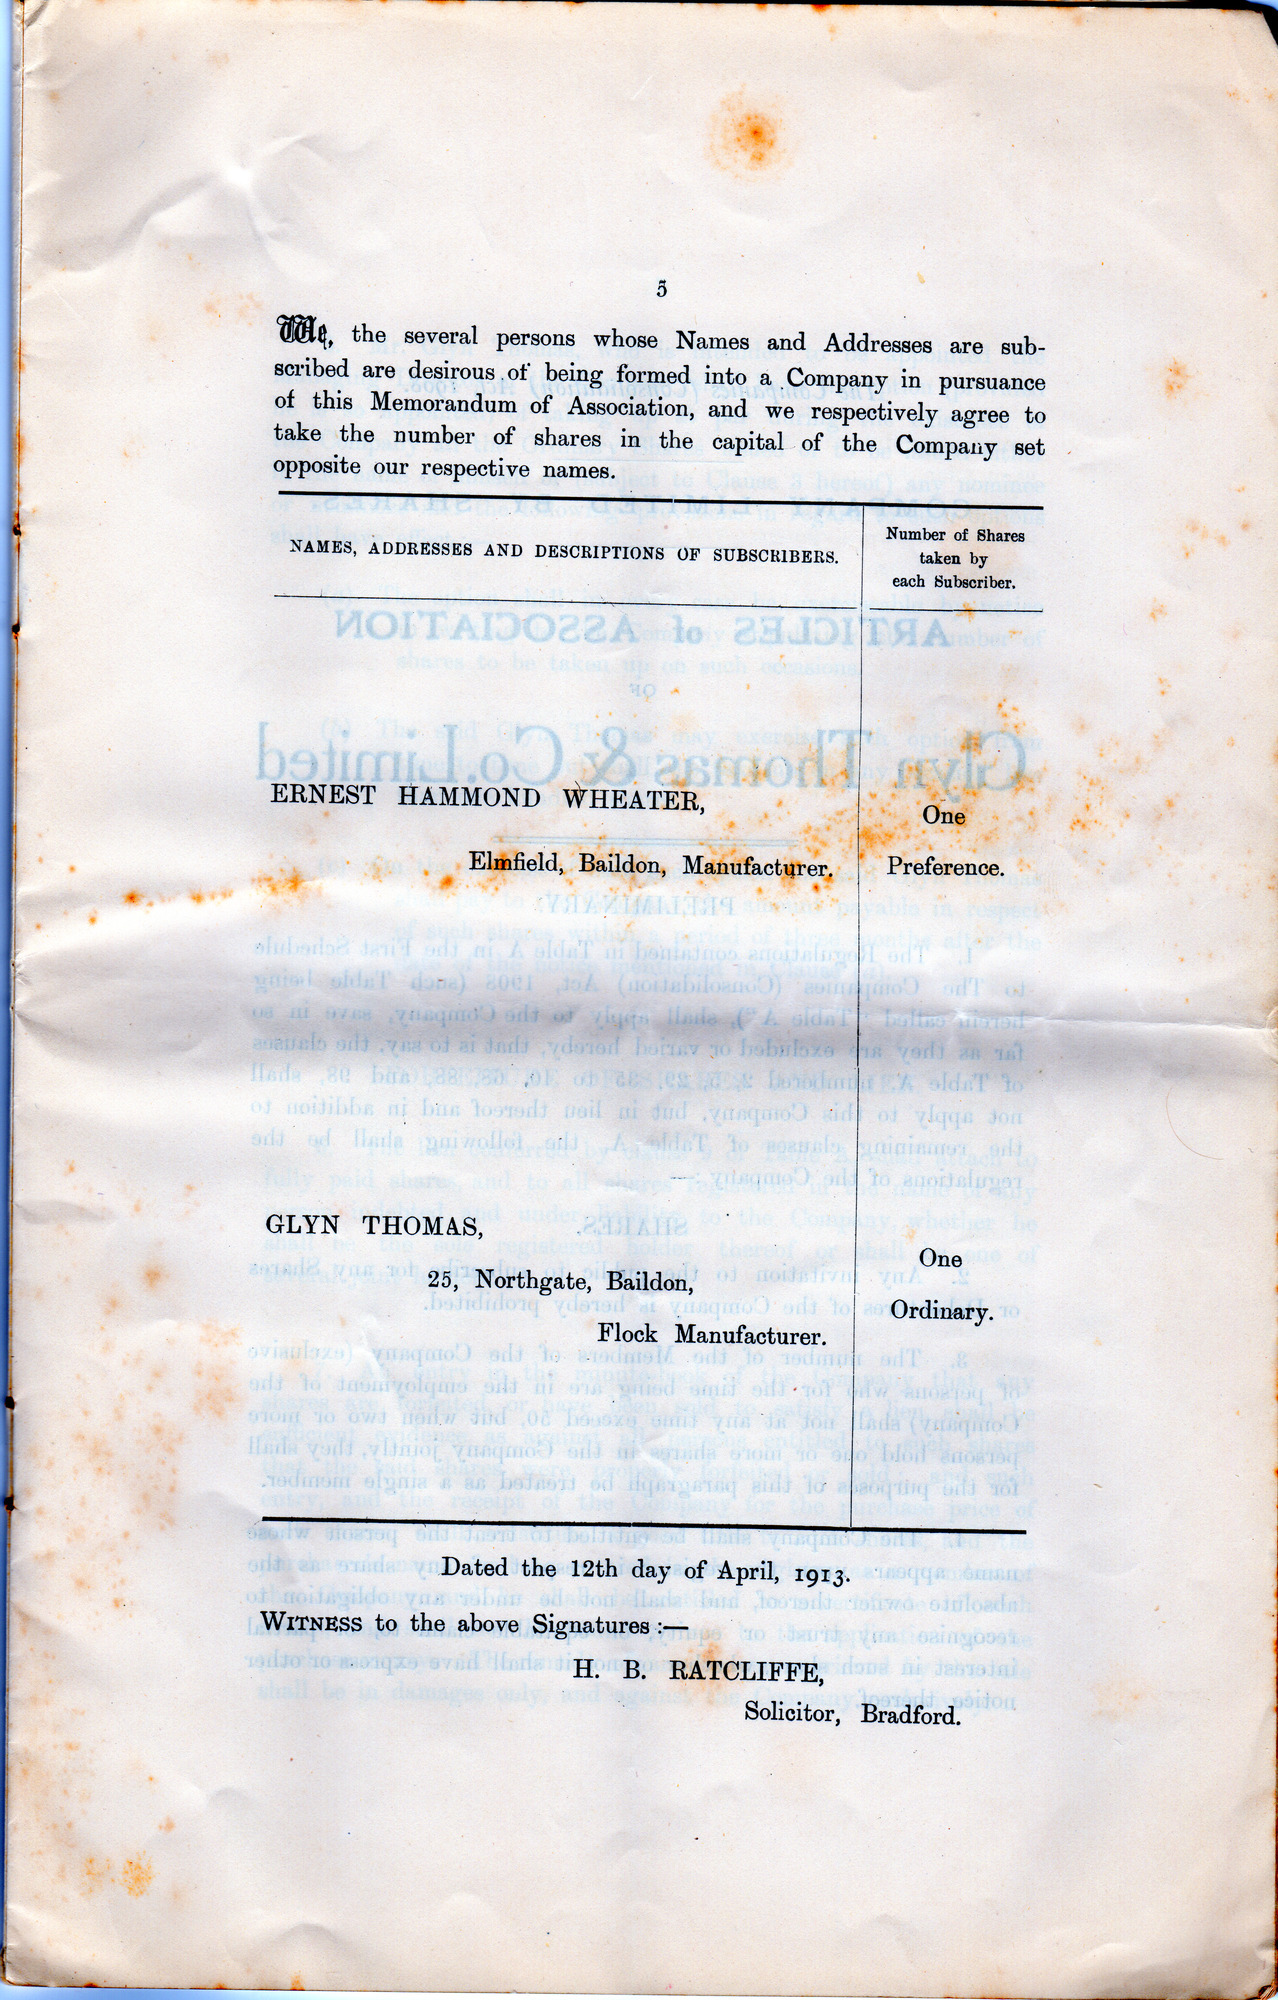 5
We, the several persons whose Names and Addresses are sub-
scribed are desirous of being formed into a Company in pursuance
of this Memorandum of Association, and we respectively agree to
take the number of shares in the capital of the Company set
opposite our respective names.
NAMES, ADDRESSES AND DESCRIPTIONS OF SUBSCRIBERS.
Number of Shares
taken by
each Subscriber.
ERNEST HAMMOND WHEATER,
Elmfield, Baildon, Manufacturer.
One
Preference.
GLYN THOMAS,
25, Northgate, Baildon,
Flock Manufacturer.
One
Ordinary.
Dated the 12th day of April, 1913.
WITNESS to the above Signatures :—
H. B. RATCLIFFE,
Solicitor, Bradford.